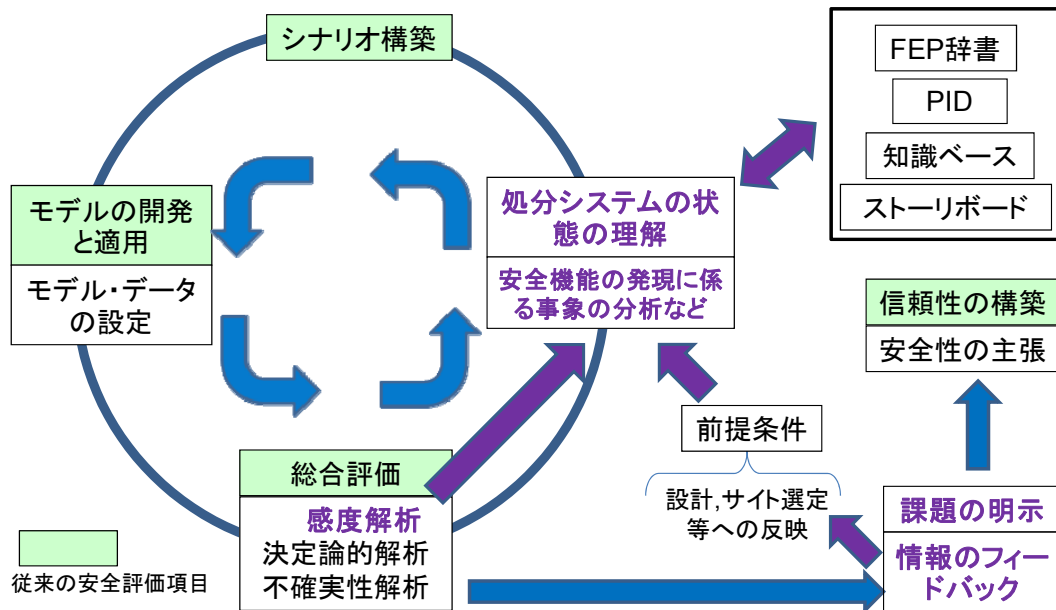 シナリオ構築
FEP辞書
PID
知識ベース
ストーリボード
モデルの開発
と適用
モデル・データ
の設定
処分システムの状
態の理解
安全機能の発現に係
る事象の分析など
信頼性の構築
安全性の主張
前提条件
設計,サイト選定
等への反映
総合評価
感度解析
決定論的解析
不確実性解析
課題の明示
情報のフィー
ドバック
従来の安全評価項目